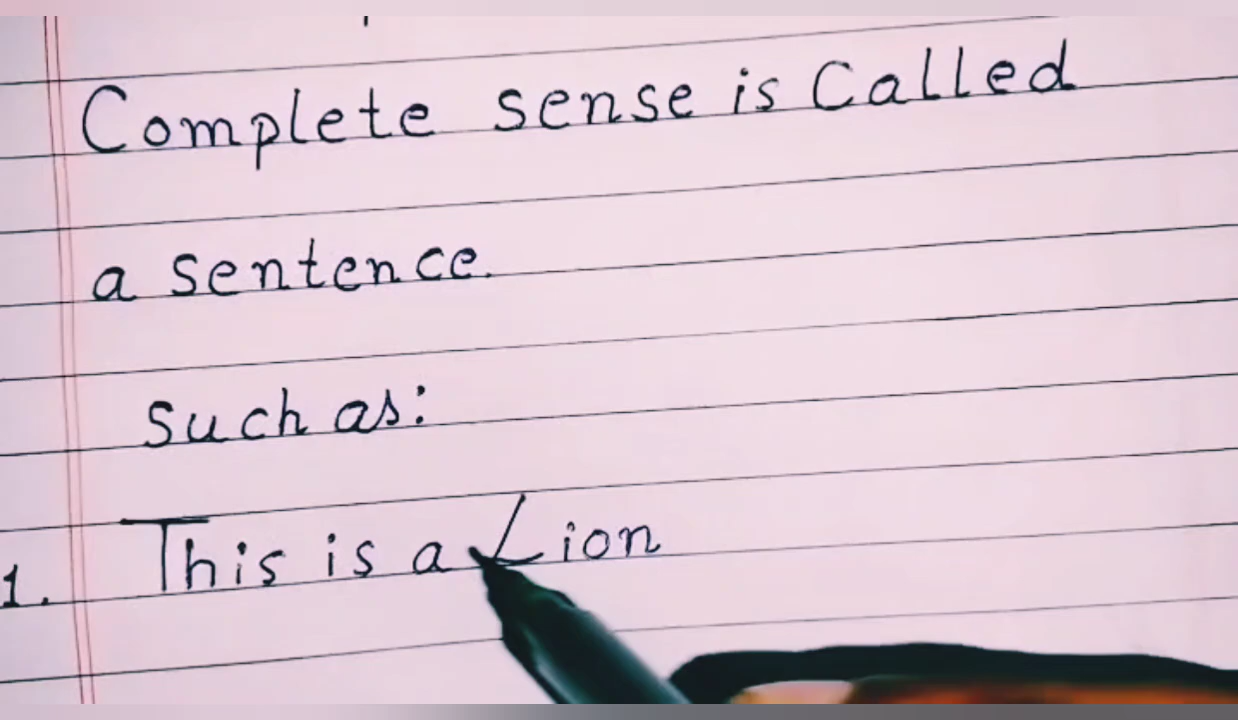 Complete sense is Called
a sentence.
such as:
1. This is a Lion